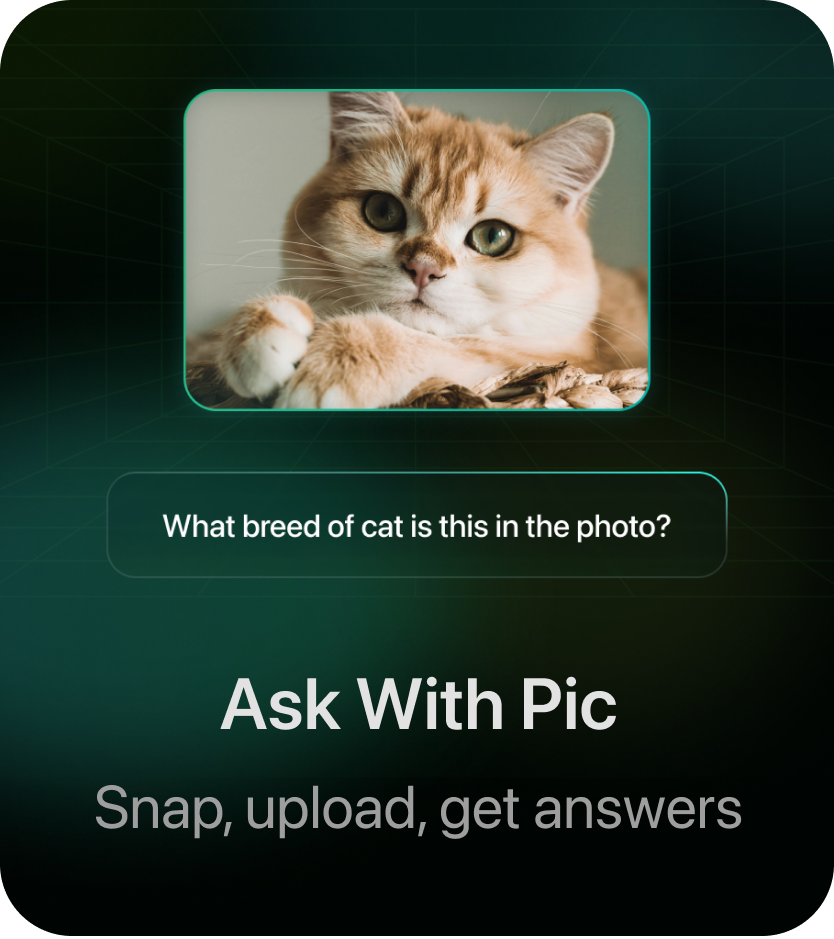 What breed of cat is this in the photo?
Ask With Pic
Snap, upload, get answers